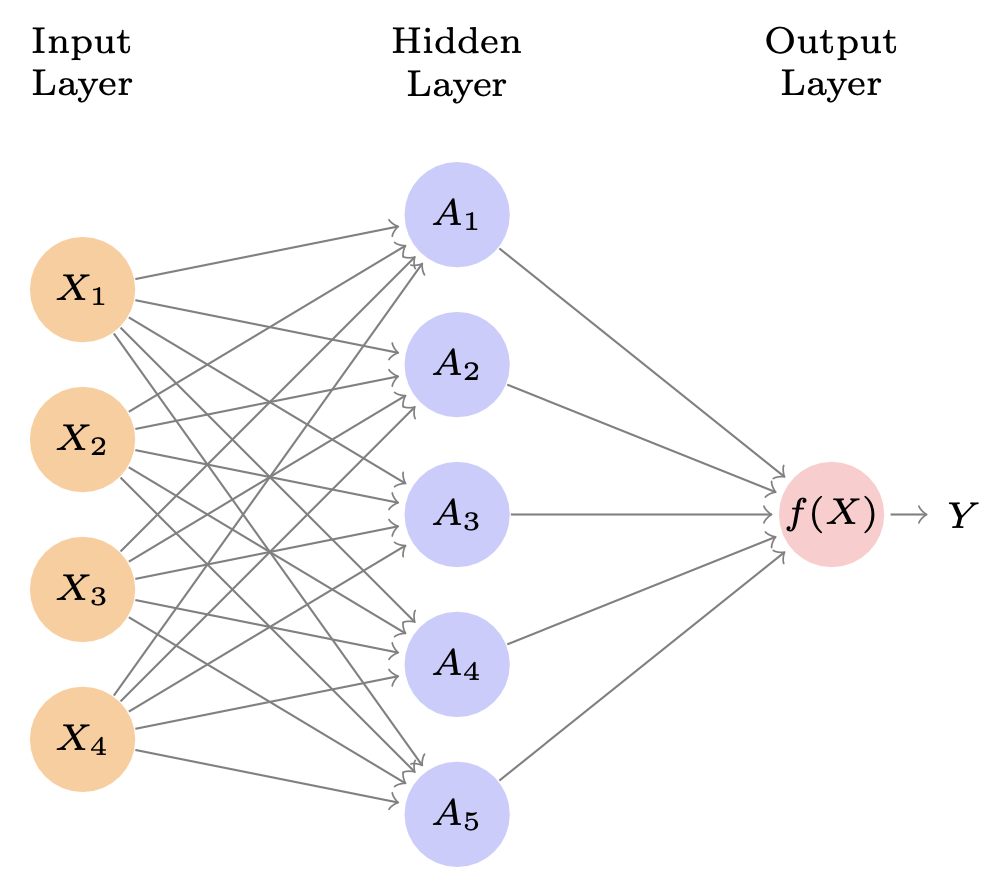 Input
Layer
Hidden
Layer
Output
Layer
A₁
X₁
A₂
X₂
A₃
f(X)
Y
X₃
A₄
X₄
A₅